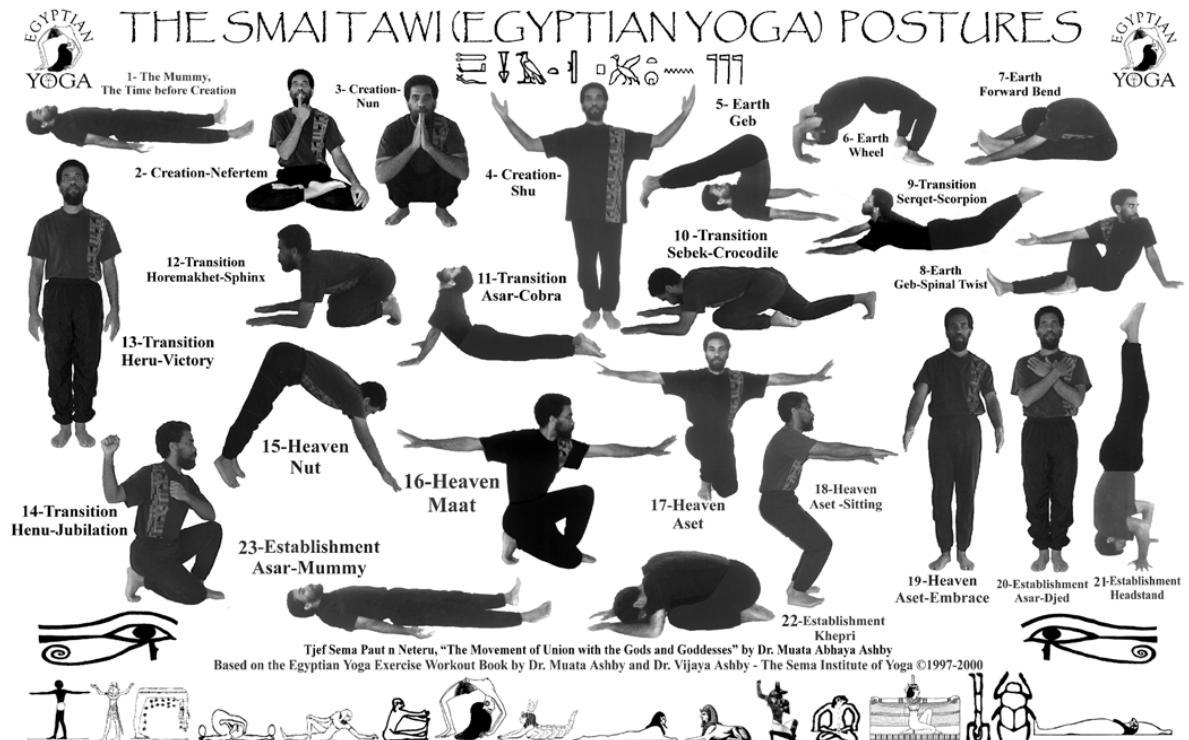 EGYPTIAN
YOGA
THE SMAI TAWI (EGYPTIAN YOGA) POSTURES
EGYPTIAN
YOGA
1- The Mummy,
The Time before Creation
2- Creation-Nefertem
3- Creation-
Nun
4- Creation-
Shu
5- Earth
Geb
6- Earth
Wheel
7-Earth
Forward Bend
8-Earth
Geb-Spinal Twist
9-Transition
Serqet-Scorpion
10 -Transition
Sebek-Crocodile
11-Transition
Asar-Cobra
12-Transition
Horemakhet-Sphinx
13-Transition
Heru-Victory
14-Transition
Henu-Jubilation
15-Heaven
Nut
16-Heaven
Maat
17-Heaven
Aset
18-Heaven
Aset -Sitting
19-Heaven
Aset-Embrace
20-Establishment
Asar-Djed
21-Establishment
Headstand
22-Establishment
Khepri
23-Establishment
Asar-Mummy
Tjef Sema Paut n Neteru, “The Movement of Union with the Gods and Goddesses” by Dr. Muata Abhaya Ashby
Based on the Egyptian Yoga Exercise Workout Book by Dr. Muata Ashby and Dr. Vijaya Ashby - The Sema Institute of Yoga ©1997-2000